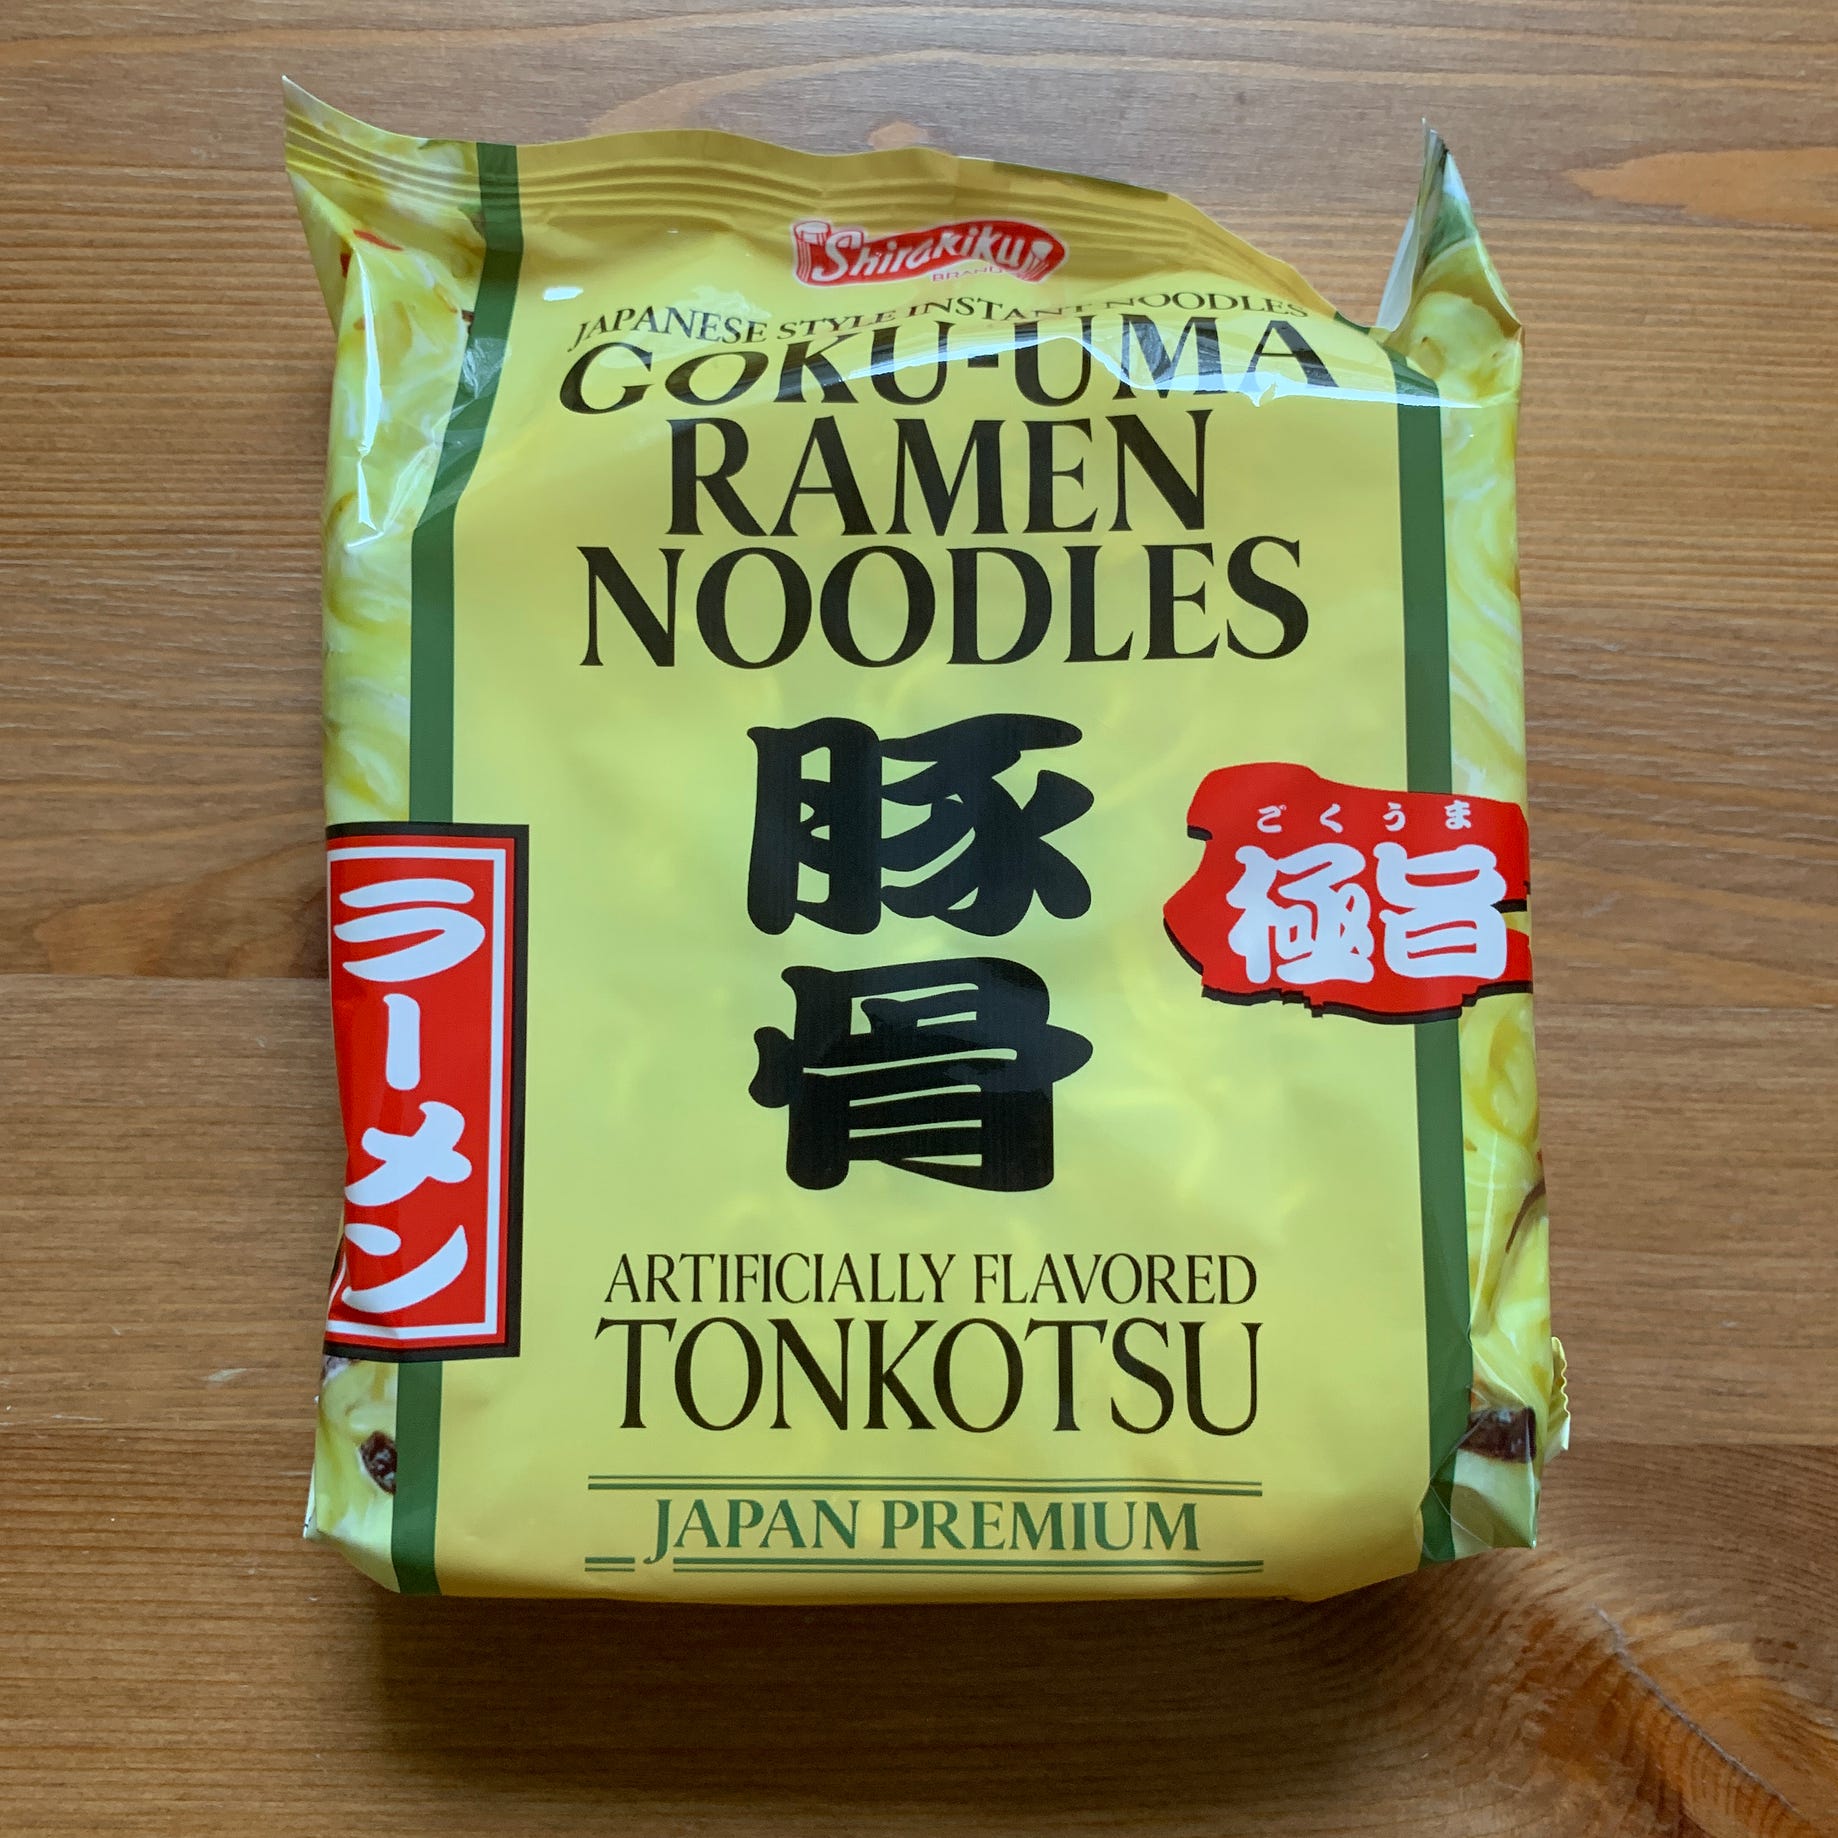 Shirakiku
BRAND
JAPANESE STYLE INSTANT NOODLES
GOKU-UMA
RAMEN
NOODLES
豚骨
ごくうま
極旨
ラーメン
ARTIFICIALLY FLAVORED
TONKOTSU
JAPAN PREMIUM